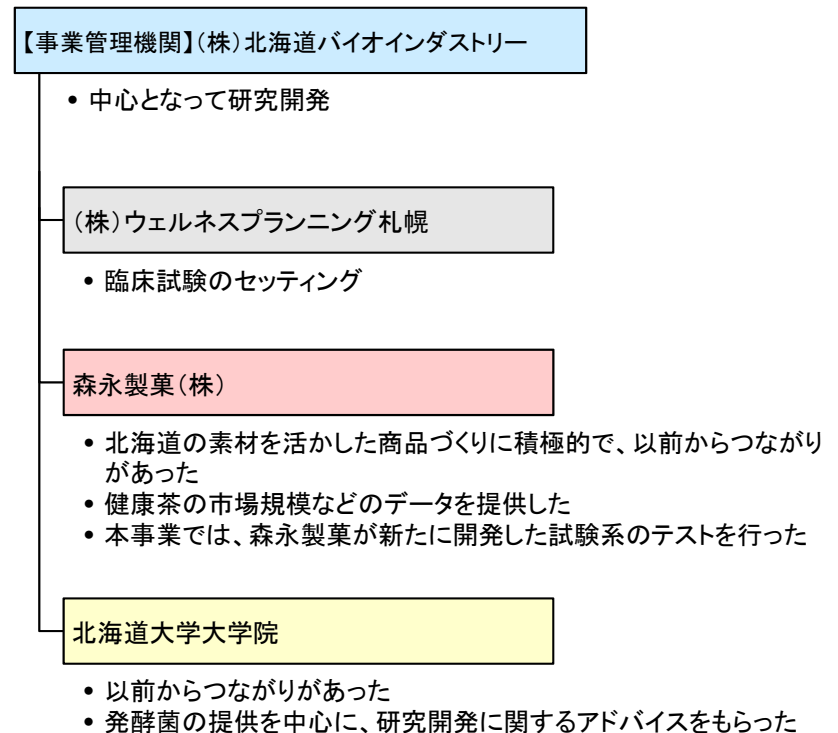 【事業管理機関】(株)北海道バイオインダストリー
• 中心となって研究開発
(株)ウェルネスプランニング札幌
• 臨床試験のセッティング
森永製菓(株)
• 北海道の素材を活かした商品づくりに積極的で、以前からつながり
があった
• 健康茶の市場規模などのデータを提供した
• 本事業では、森永製菓が新たに開発した試験系のテストを行った
北海道大学大学院
• 以前からつながりがあった
• 発酵菌の提供を中心に、研究開発に関するアドバイスをもらった